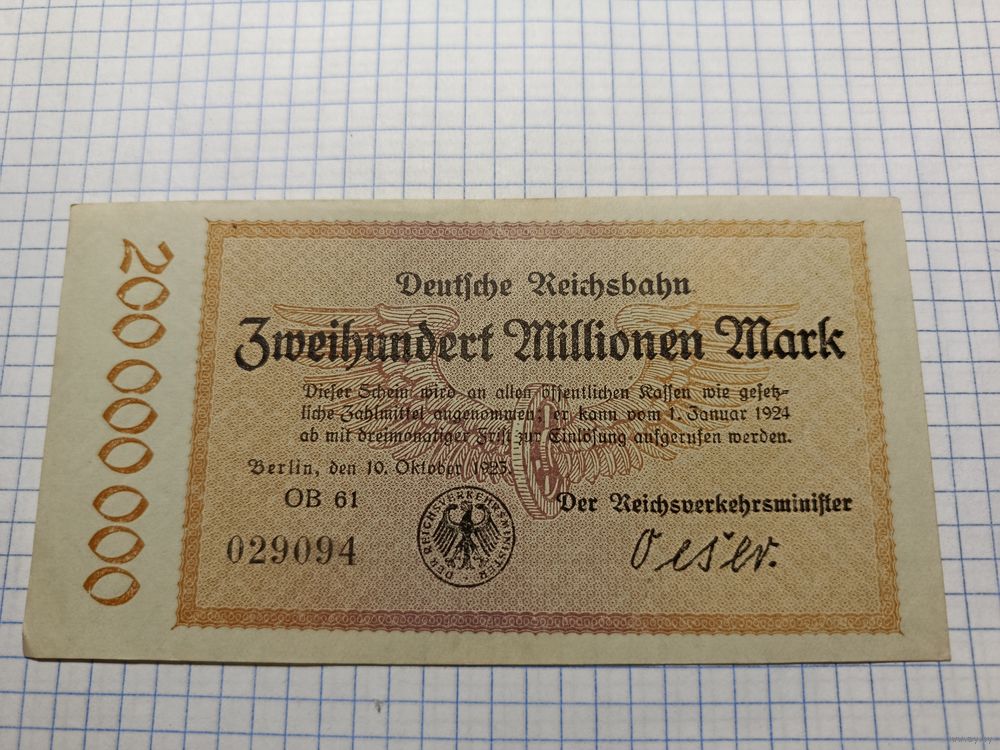 200000000
Deutsche Reichsbahn
Zweihundert Millionen Mark
Dieser Schein wird an allen öffentlichen Kassen wie gesetz-
liche Zahlmittel angenommen; er kann vom 1. Januar 1924
ab mit dreimonatiger Frist zur Einlösung aufgerufen werden.
Berlin, den 10. Oktober 1923.
OB 61
Der Reichsverkehrsminister
029094
DER REICHSVERKEHRSMINISTER
Oeser.